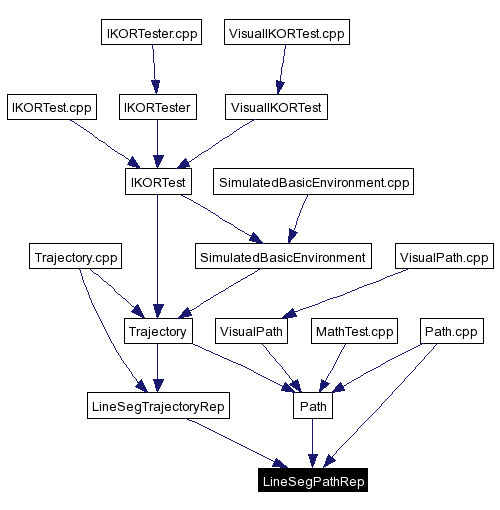 IKORTester.cpp
VisualIKORTest.cpp
IKORTest.cpp
IKORTester
VisualIKORTest
IKORTest
SimulatedBasicEnvironment.cpp
Trajectory.cpp
SimulatedBasicEnvironment
VisualPath.cpp
Trajectory
VisualPath
MathTest.cpp
Path.cpp
LineSegTrajectoryRep
Path
LineSegPathRep